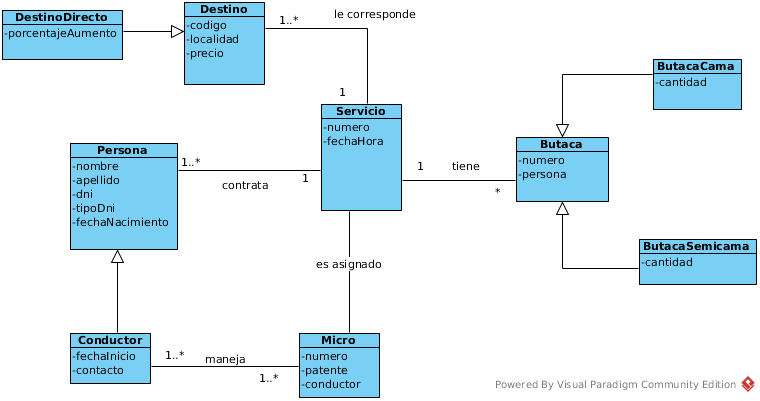 DestinoDirecto
-porcentajeAumento
Destino
-codigo
-localidad
-precio
1..*
le corresponde
1
Servicio
-numero
-fechaHora
ButacaCama
-cantidad
Butaca
-numero
-persona
1
tiene
*
Persona
-nombre
-apellido
-dni
-tipoDni
-fechaNacimiento
1..*
contrata
1
ButacaSemicama
-cantidad
es asignado
Conductor
-fechaInicio
-contacto
1..*
maneja
1..*
Micro
-numero
-patente
-conductor
Powered By Visual Paradigm Community Edition